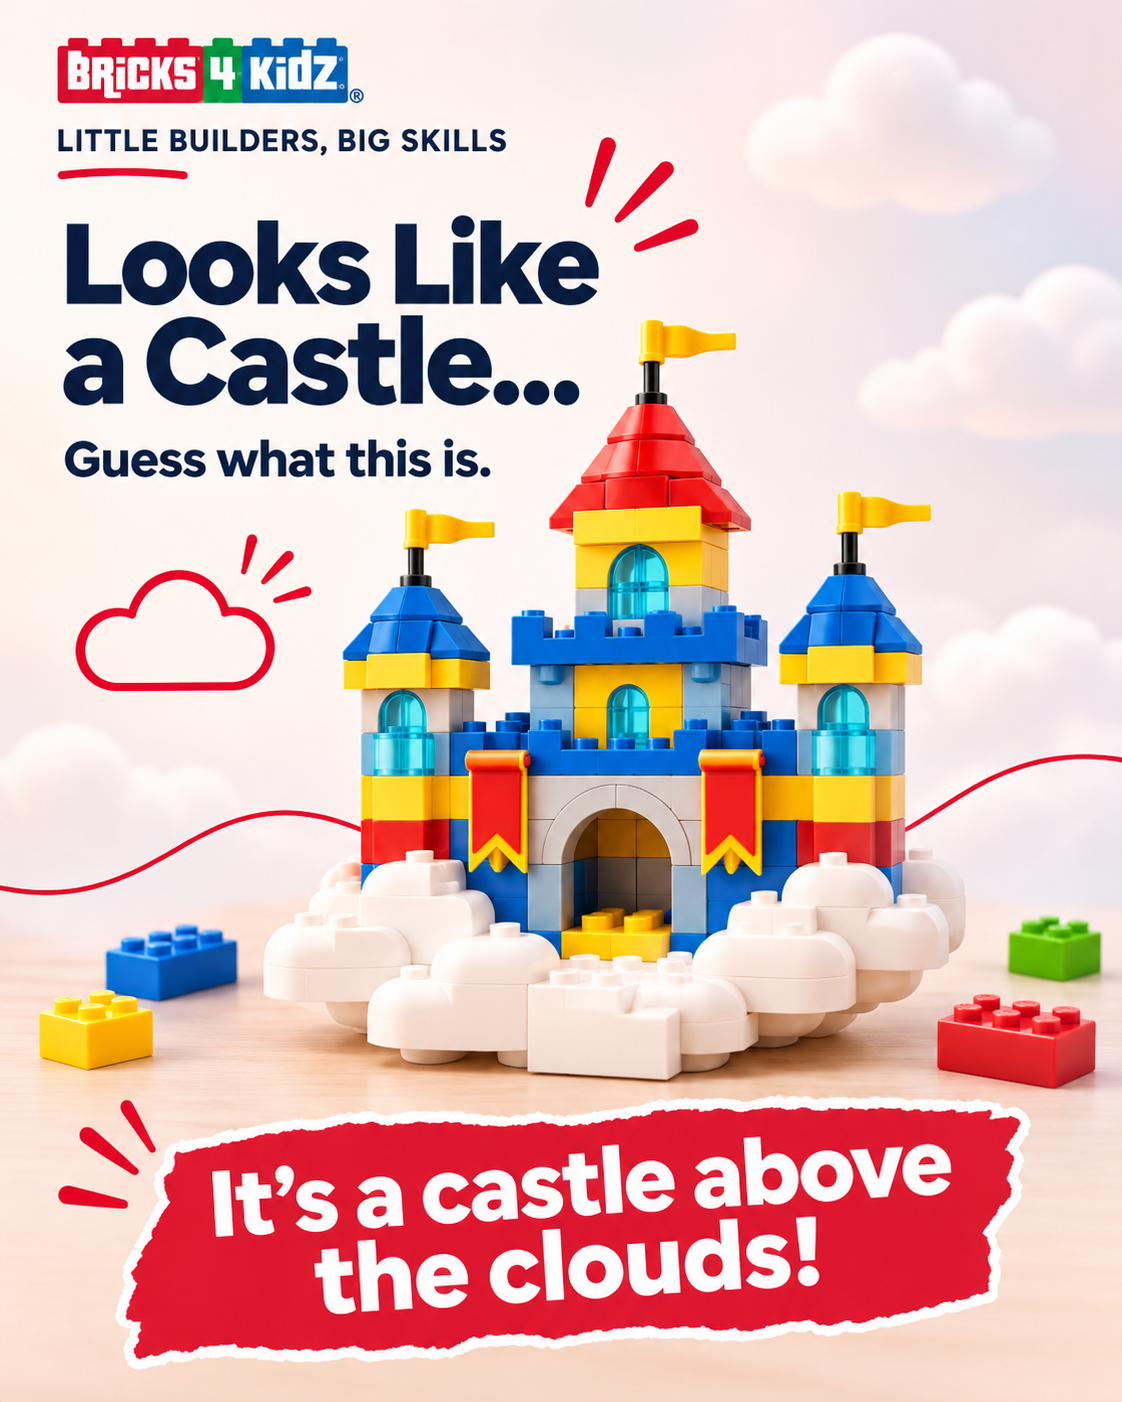 BRiCKS 4 KidZ ®
LITTLE BUILDERS, BIG SKILLS
Looks Like
a Castle...
Guess what this is.
It's a castle above
the clouds!